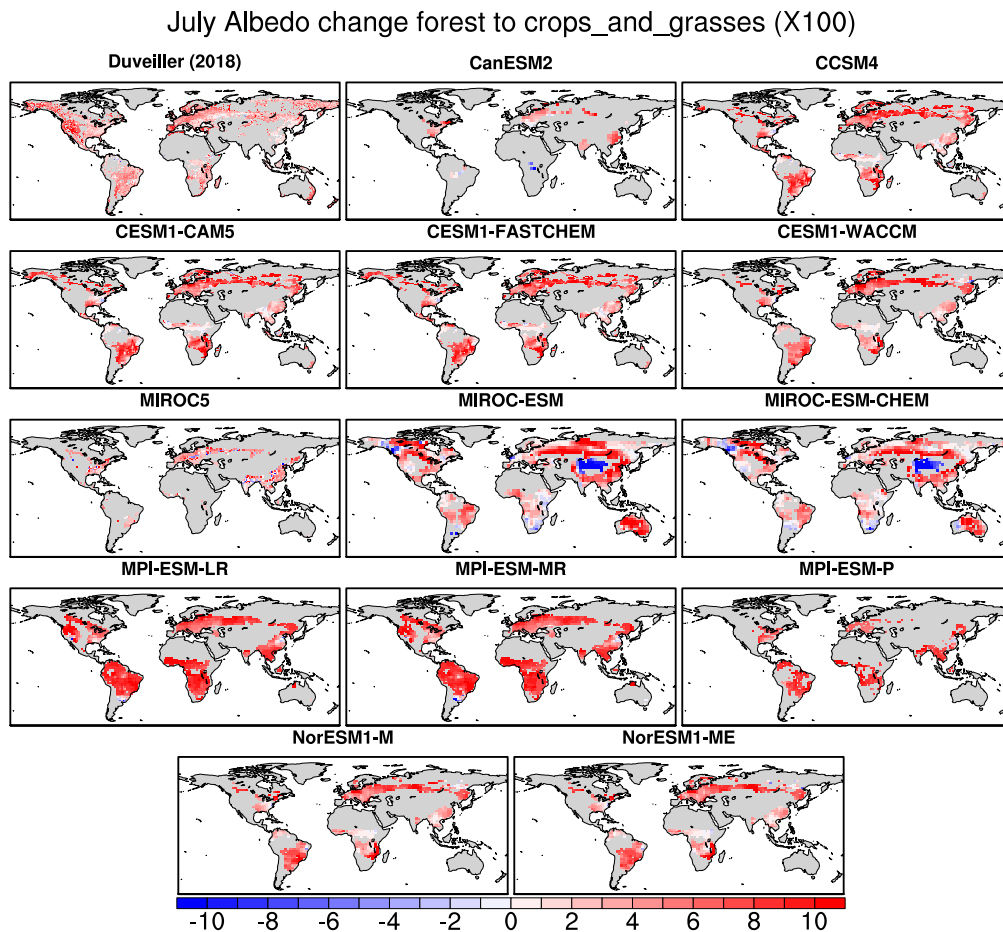 July Albedo change forest to crops_and_grasses (X100)
Duveiller (2018) CanESM2 CCSM4
CESM1-CAM5 CESM1-FASTCHEM CESM1-WACCM
MIROC5 MIROC-ESM MIROC-ESM-CHEM
MPI-ESM-LR MPI-ESM-MR MPI-ESM-P
NorESM1-M NorESM1-ME
-10 -8 -6 -4 -2 0 2 4 6 8 10